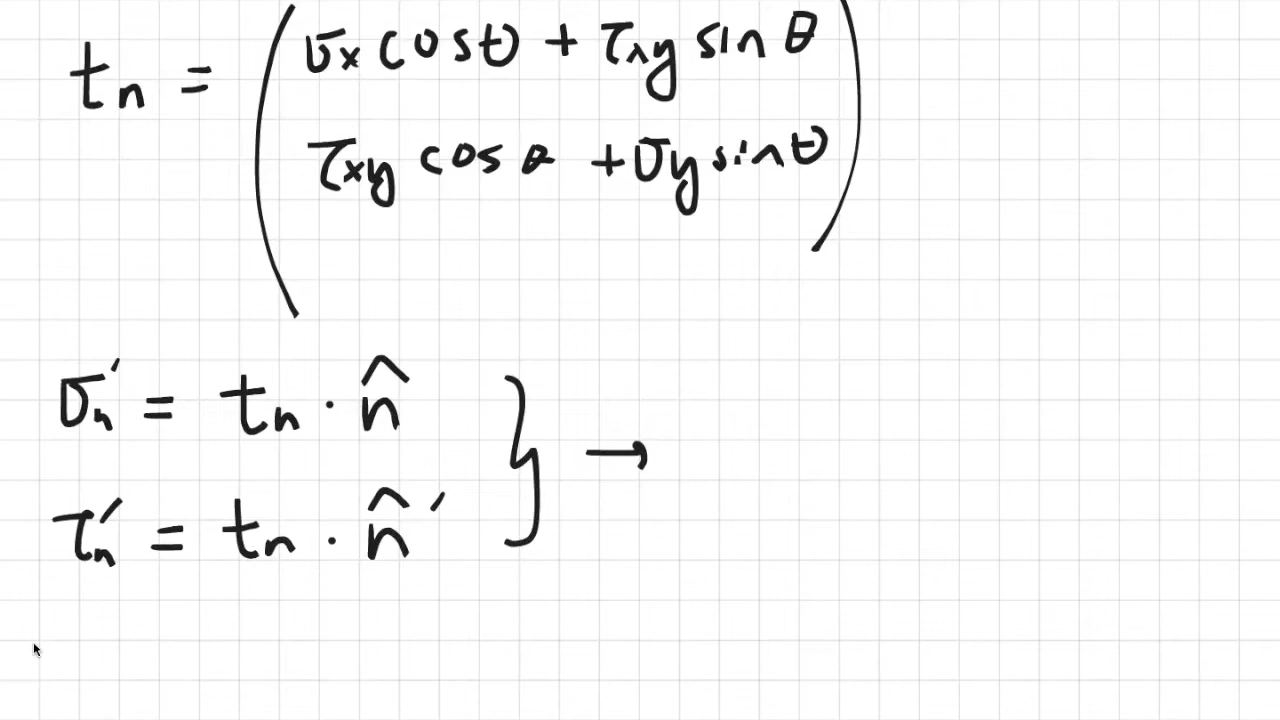 tₙ = ( σx cos θ + τxy sin θ
τxy cos θ + σy sin θ )
σₙ′ = tₙ · n̂
} →
τₙ′ = tₙ · n̂′